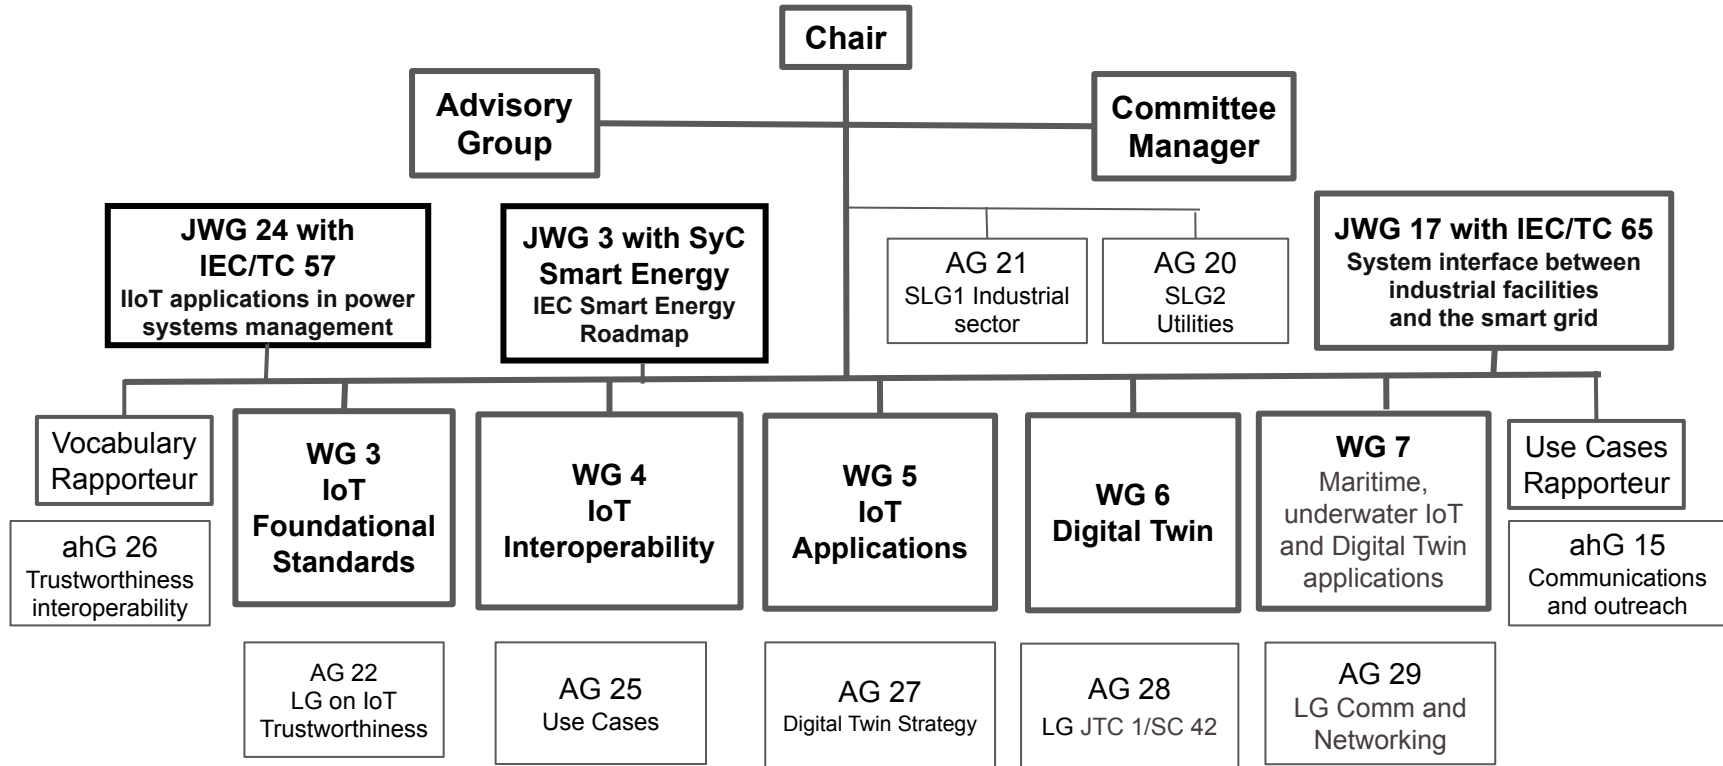 Chair
Advisory
Group
Committee
Manager
JWG 24 with
IEC/TC 57
IIoT applications in power
systems management
JWG 3 with SyC
Smart Energy
IEC Smart Energy
Roadmap
AG 21
SLG1 Industrial
sector
AG 20
SLG2
Utilities
JWG 17 with IEC/TC 65
System interface between
industrial facilities
and the smart grid
Vocabulary
Rapporteur
WG 3
IoT
Foundational
Standards
WG 4
IoT
Interoperability
WG 5
IoT
Applications
WG 6
Digital Twin
WG 7
Maritime,
underwater IoT
and Digital Twin
applications
Use Cases
Rapporteur
ahG 26
Trustworthiness
interoperability
ahG 15
Communications
and outreach
AG 22
LG on IoT
Trustworthiness
AG 25
Use Cases
AG 27
Digital Twin Strategy
AG 28
LG JTC 1/SC 42
AG 29
LG Comm and
Networking